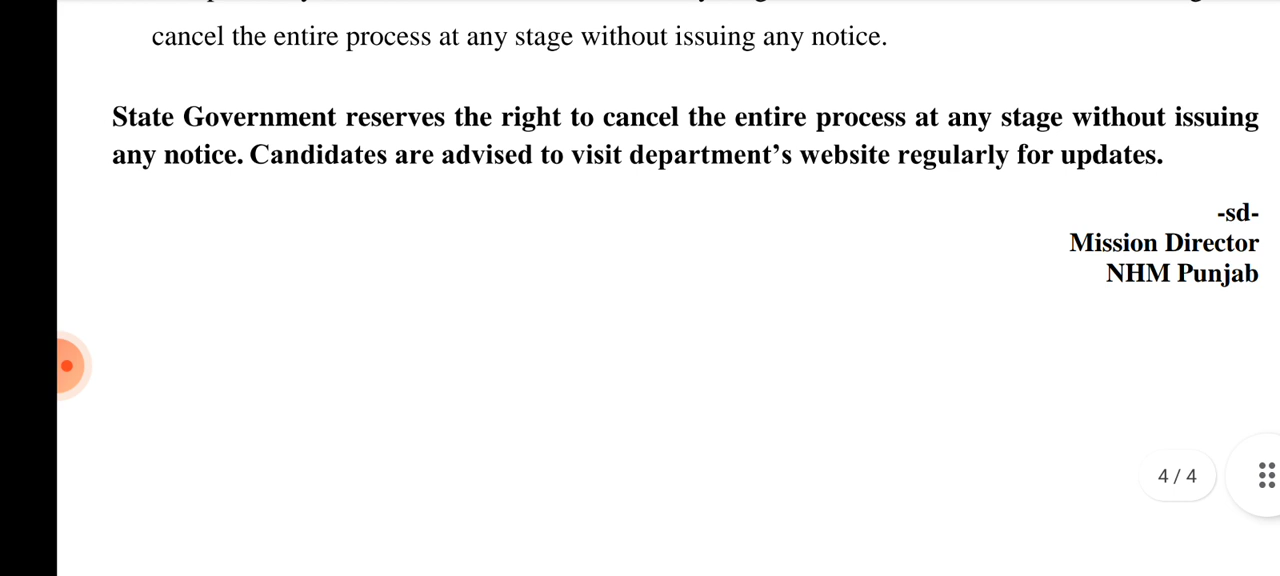 cancel the entire process at any stage without issuing any notice.
State Government reserves the right to cancel the entire process at any stage without issuing
any notice. Candidates are advised to visit department’s website regularly for updates.
-sd-
Mission Director
NHM Punjab
4 / 4